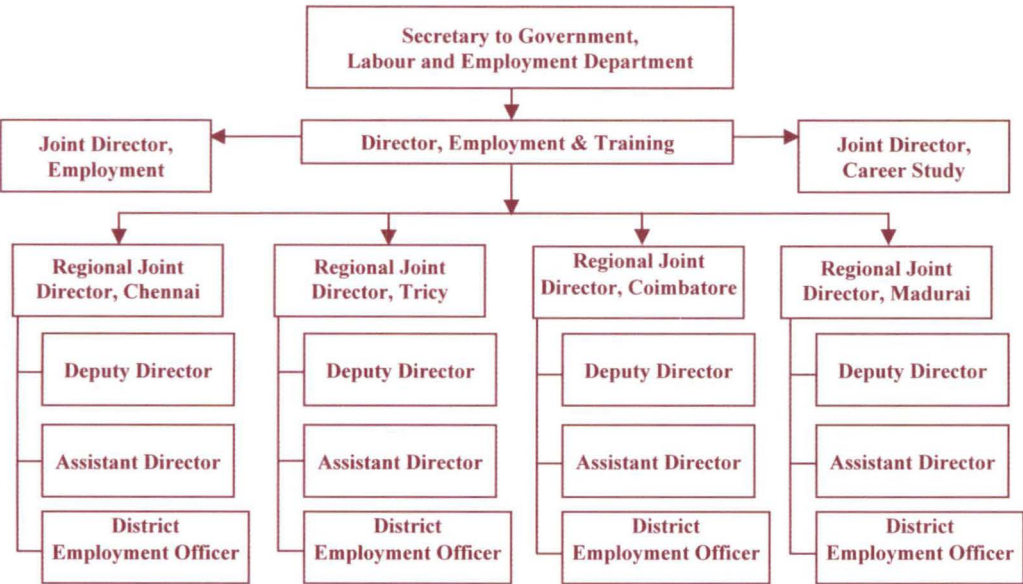 Secretary to Government,
Labour and Employment Department
Joint Director,
Employment
Director, Employment & Training
Joint Director,
Career Study
Regional Joint
Director, Chennai
Regional Joint
Director, Tricy
Regional Joint
Director, Coimbatore
Regional Joint
Director, Madurai
Deputy Director
Deputy Director
Deputy Director
Deputy Director
Assistant Director
Assistant Director
Assistant Director
Assistant Director
District
Employment Officer
District
Employment Officer
District
Employment Officer
District
Employment Officer